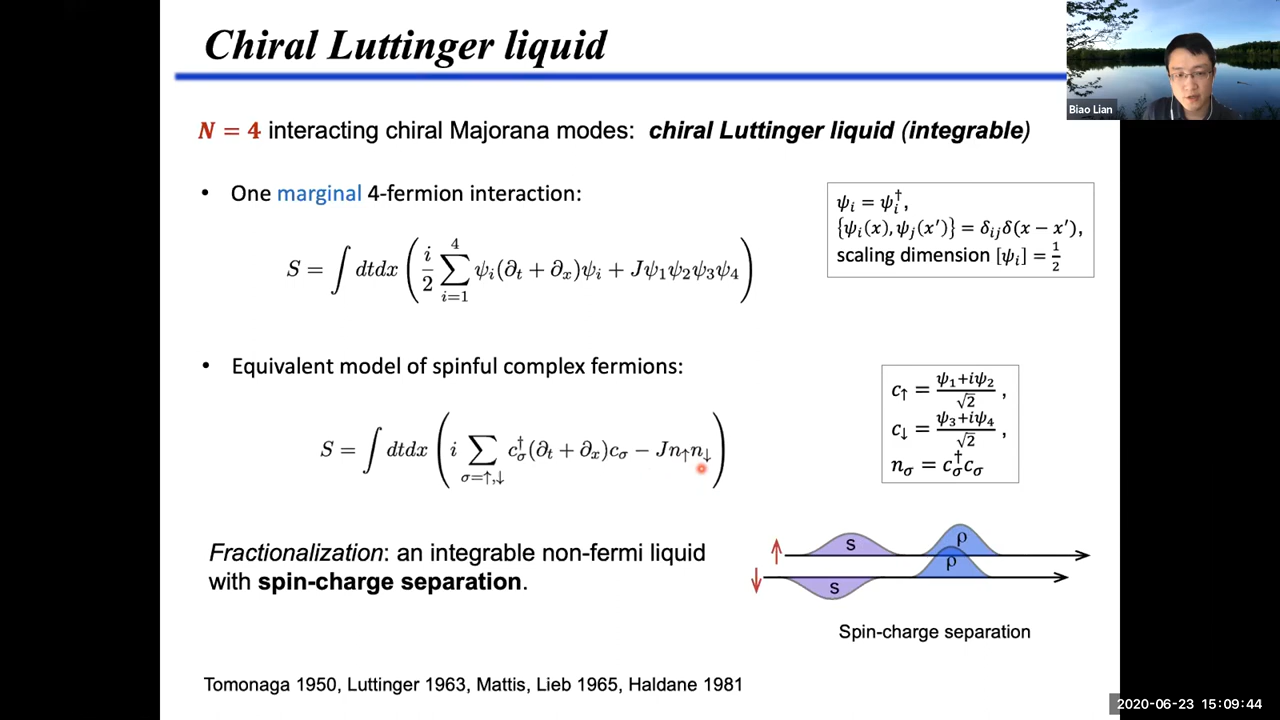 Chiral Luttinger liquid
Biao Lian
N = 4 interacting chiral Majorana modes: chiral Luttinger liquid (integrable)
• One marginal 4-fermion interaction:
S = ∫ dtdx ( i/2 ∑_{i=1}^{4} ψ_i(∂_t + ∂_x)ψ_i + Jψ_1ψ_2ψ_3ψ_4 )
ψ_i = ψ_i^†,
{ψ_i(x), ψ_j(x′)} = δ_{ij}δ(x − x′),
scaling dimension [ψ_i] = 1/2
• Equivalent model of spinful complex fermions:
S = ∫ dtdx ( i ∑_{σ=↑,↓} c_σ^†(∂_t + ∂_x)c_σ − Jn_↑n_↓ )
c_↑ = (ψ_1+iψ_2)/√2 ,
c_↓ = (ψ_3+iψ_4)/√2 ,
n_σ = c_σ^†c_σ
Fractionalization: an integrable non-fermi liquid
with spin-charge separation.
s ρ
ρ
s
Spin-charge separation
Tomonaga 1950, Luttinger 1963, Mattis, Lieb 1965, Haldane 1981
2020-06-23 15:09:44